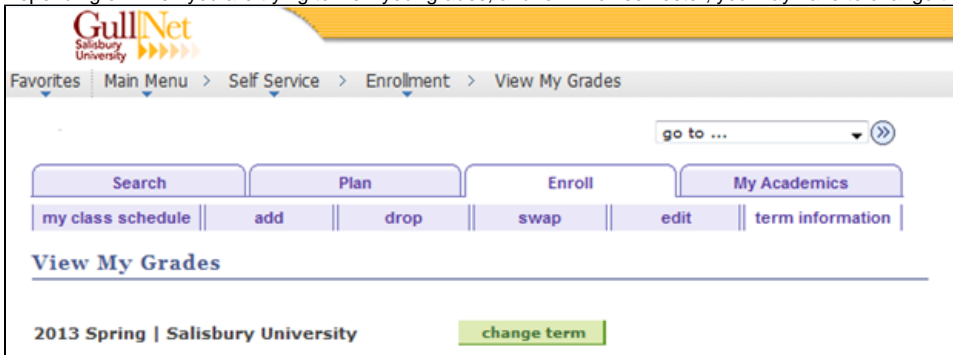 GullNet
Salisbury
University
Favorites Main Menu > Self Service > Enrollment > View My Grades
go to ...
Search Plan Enroll My Academics
my class schedule add drop swap edit term information
View My Grades
2013 Spring | Salisbury University change term